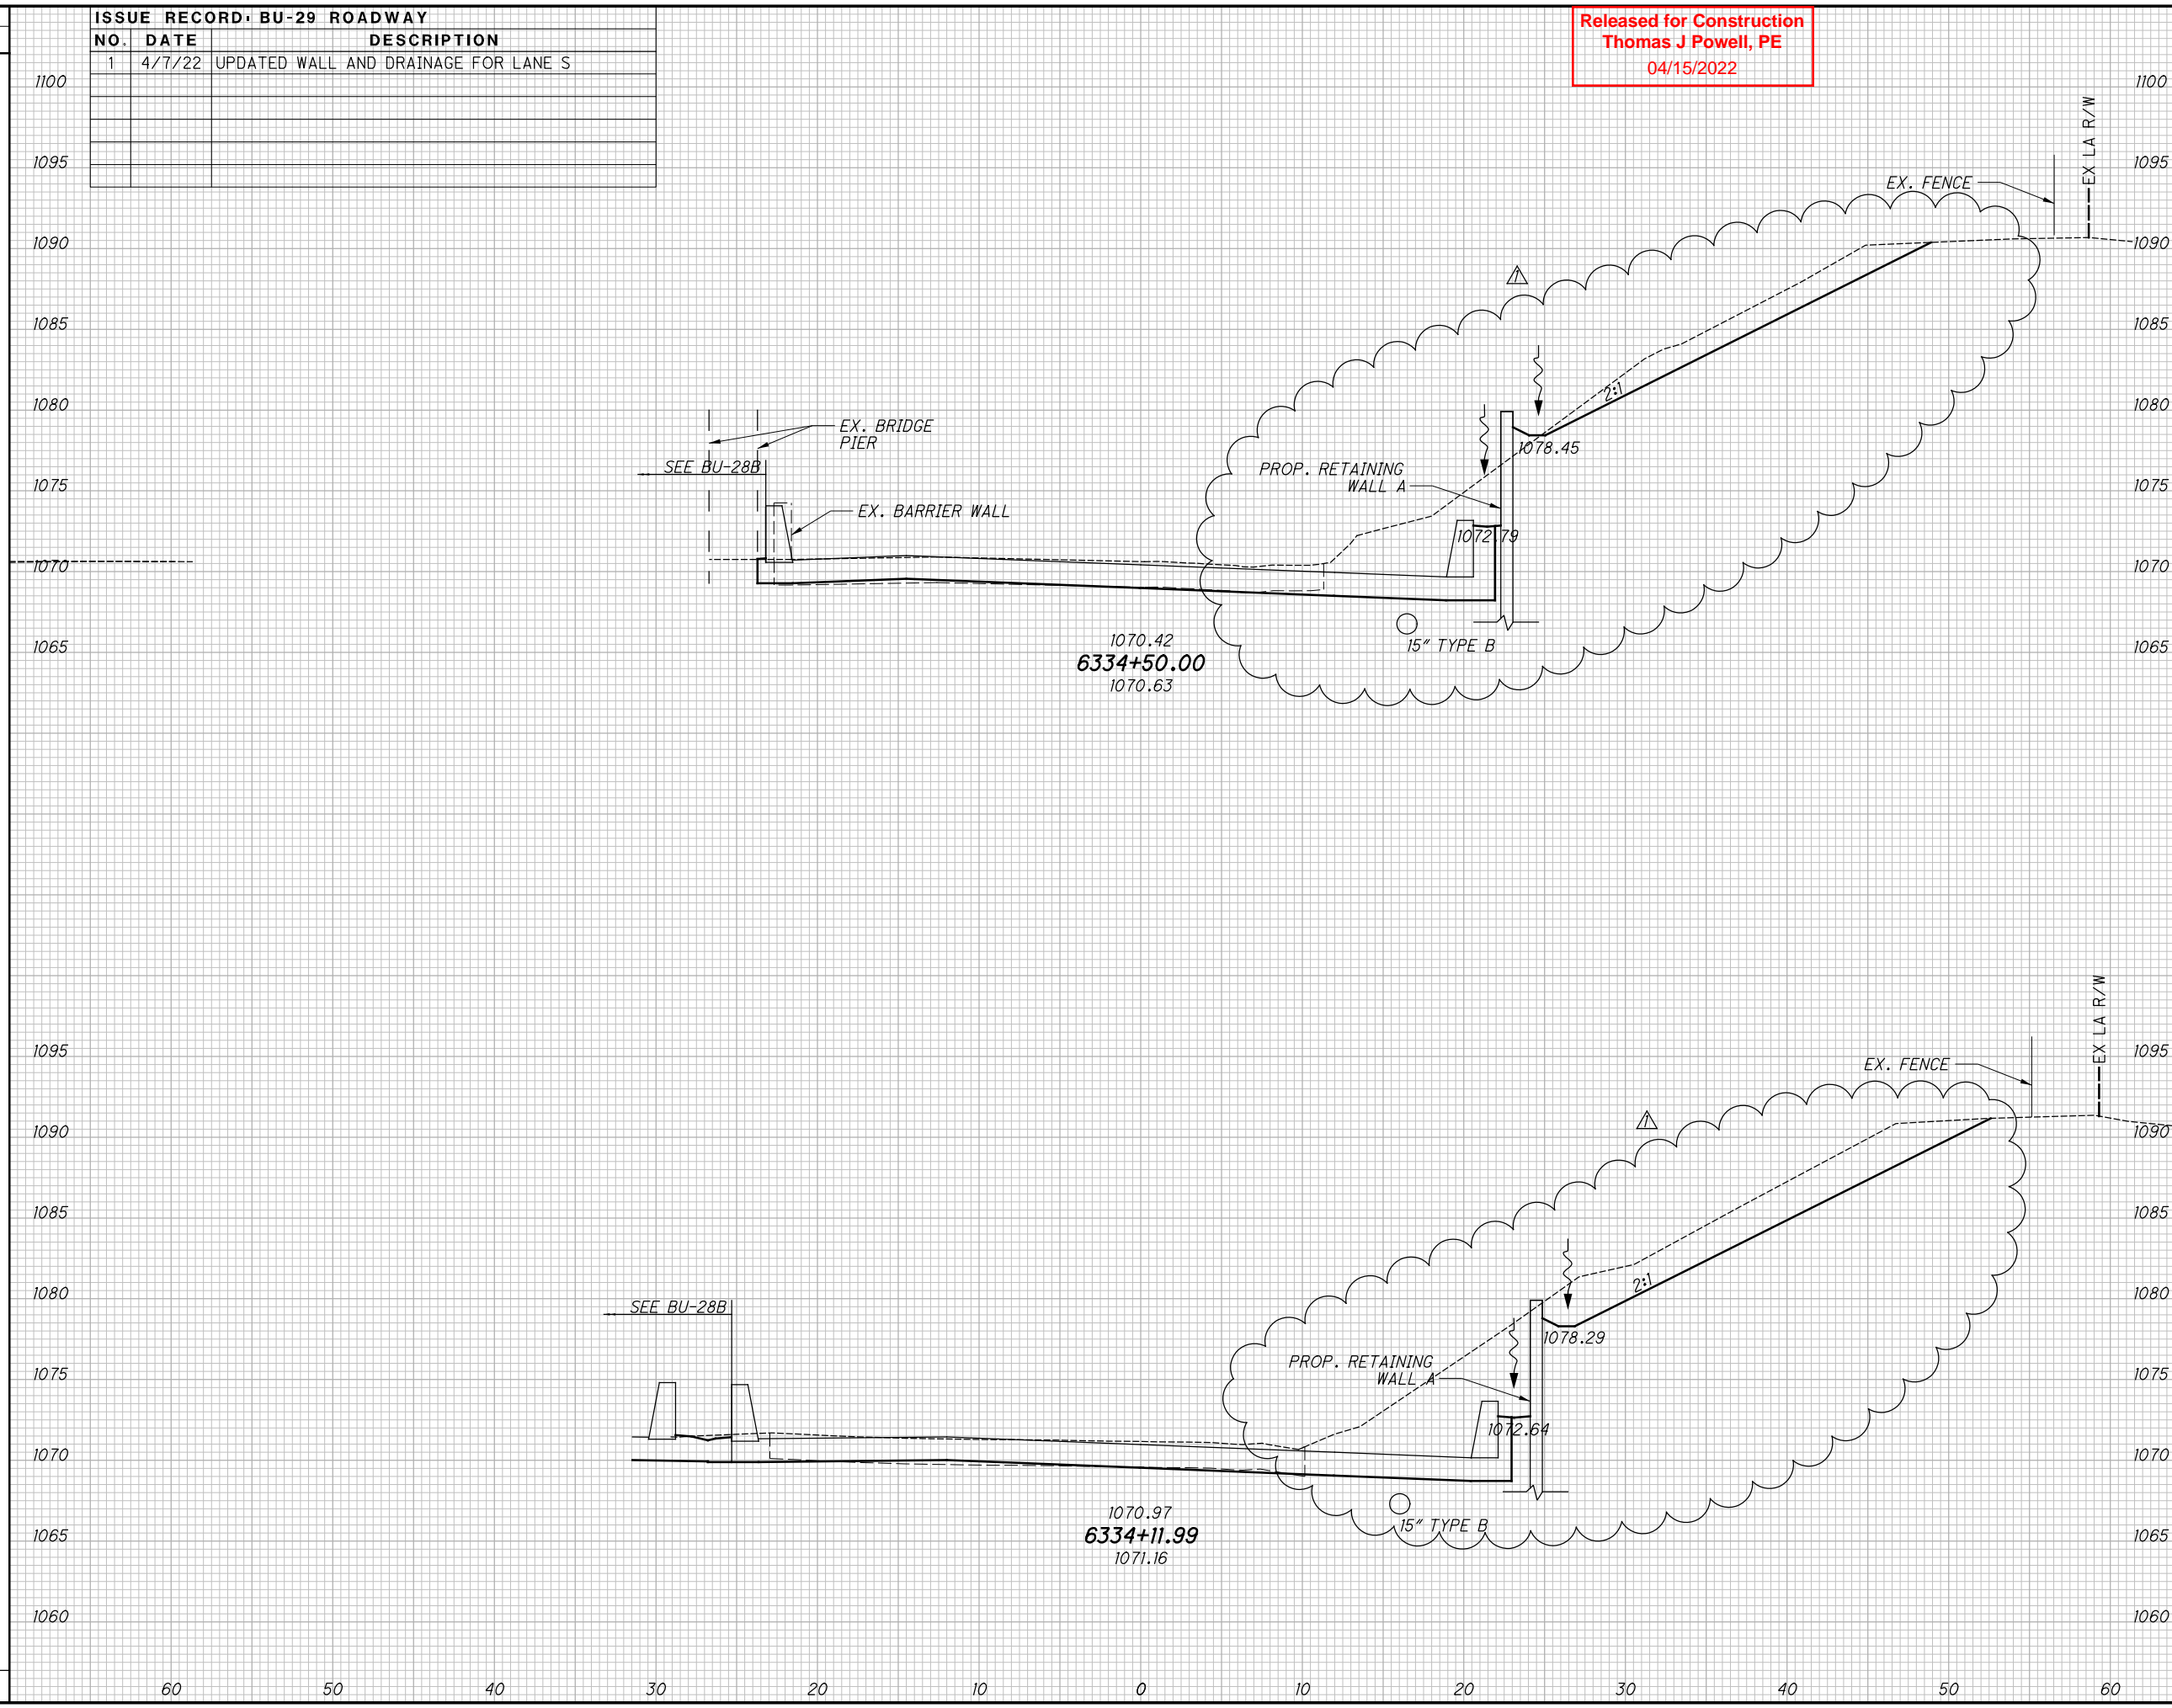 ISSUE RECORD: BU-29 ROADWAY
NO. DATE DESCRIPTION
1 4/7/22 UPDATED WALL AND DRAINAGE FOR LANE S
Released for Construction
Thomas J Powell, PE
04/15/2022
1100 1100
EX LA R/W
1095 1095
EX. FENCE
1090 1090
1
1085 1085
2:1
1080 1080
EX. BRIDGE
PIER
1078.45
SEE BU-28B
PROP. RETAINING
WALL A
1075 1075
EX. BARRIER WALL
1072.79
1070 1070
1070.42
6334+50.00
1070.63
15" TYPE B
1065 1065
EX LA R/W
1095 1095
EX. FENCE
1
1090 1090
1085 1085
2:1
1080 1080
SEE BU-28B
1078.29
PROP. RETAINING
WALL A
1075 1075
1072.64
1070 1070
1070.97
6334+11.99
1071.16
15" TYPE B
1065 1065
1060 1060
60 50 40 30 20 10 0 10 20 30 40 50 60